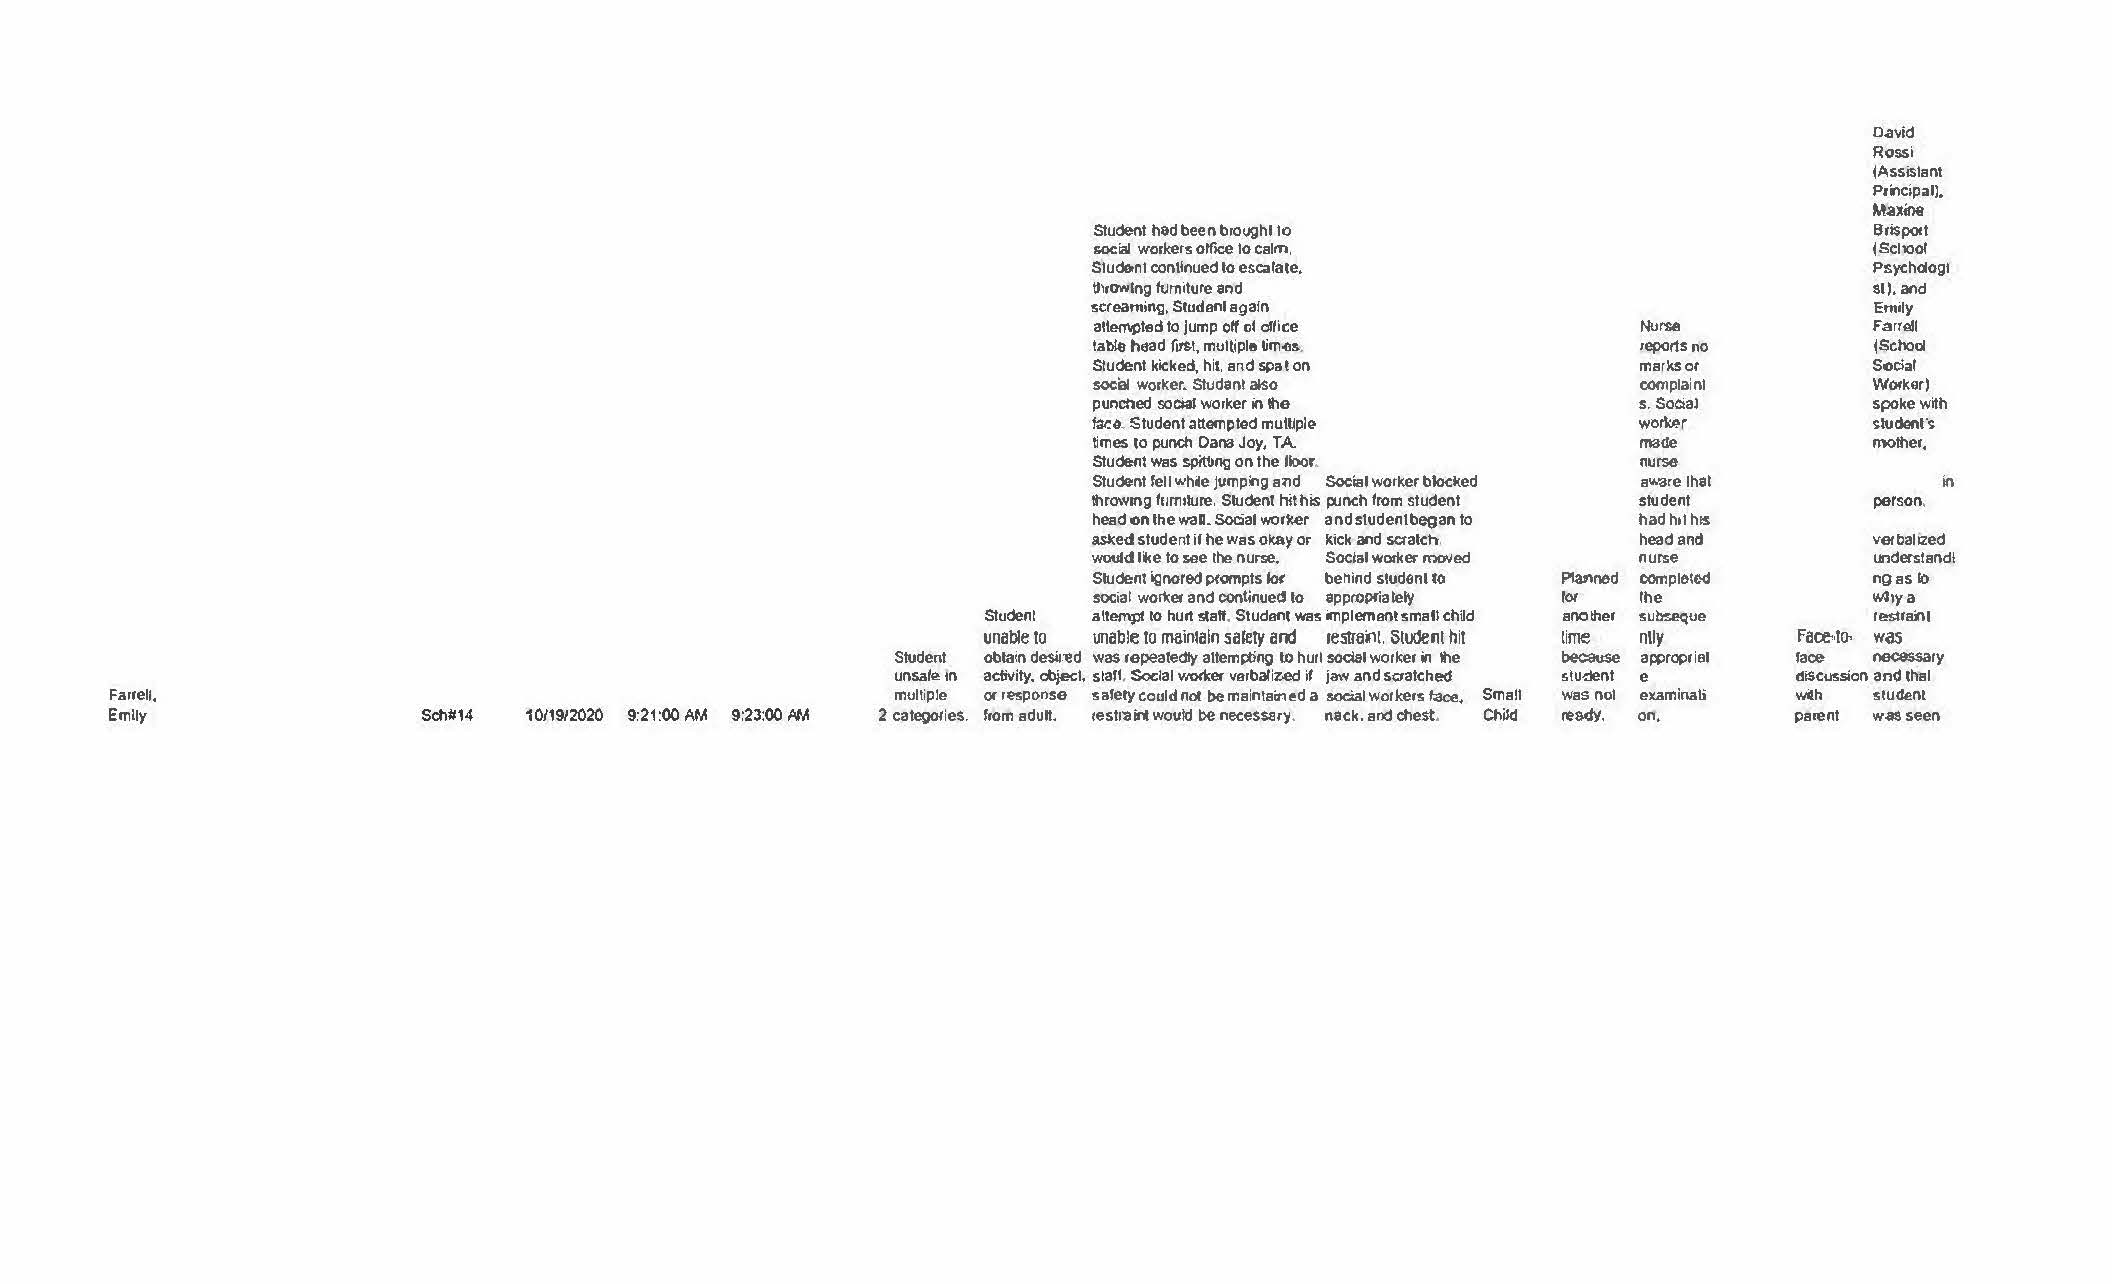 Farrell,
Emily
Sch#14
10/19/2020
9:21:00 AM
9:23:00 AM
2
Student
unsafe in
multiple
categories.
Student
unable to
obtain desired
activity, object,
or response
from adult.
Student had been brought to
social workers office to calm.
Student continued to escalate,
throwing furniture and
screaming. Student again
attempted to jump off of office
table head first, multiple times.
Student kicked, hit, and spat on
social worker. Student also
punched social worker in the
face. Student attempted multiple
times to punch Dana Joy, TA.
Student was spitting on the floor.
Student fell while jumping and
throwing furniture. Student hit his
head on the wall. Social worker
asked student if he was okay or
would like to see the nurse.
Student ignored prompts for
social worker and continued to
attempt to hurt staff. Student was
unable to maintain safety and
was repeatedly attempting to hurt
staff. Social worker verbalized if
safety could not be maintained a
restraint would be necessary.
Social worker blocked
punch from student
and student began to
kick and scratch.
Social worker moved
behind student to
appropriately
implement small child
restraint. Student hit
social worker in the
jaw and scratched
social workers face,
neck, and chest.
Small
Child
Planned
for
another
time
because
student
was not
ready.
Nurse
reports no
marks or
complaint
s. Social
worker
made
nurse
aware that
student
had hit his
head and
nurse
completed
the
subseque
ntly
appropriat
e
examinati
on.
Face-to-
face
discussion
with
parent
David
Rossi
(Assistant
Principal),
Maxine
Brisport
(School
Psychologi
st), and
Emily
Farrell
(School
Social
Worker)
spoke with
student's
mother,
in
person.
verbalized
understandi
ng as to
why a
restraint
was
necessary
and that
student
was seen